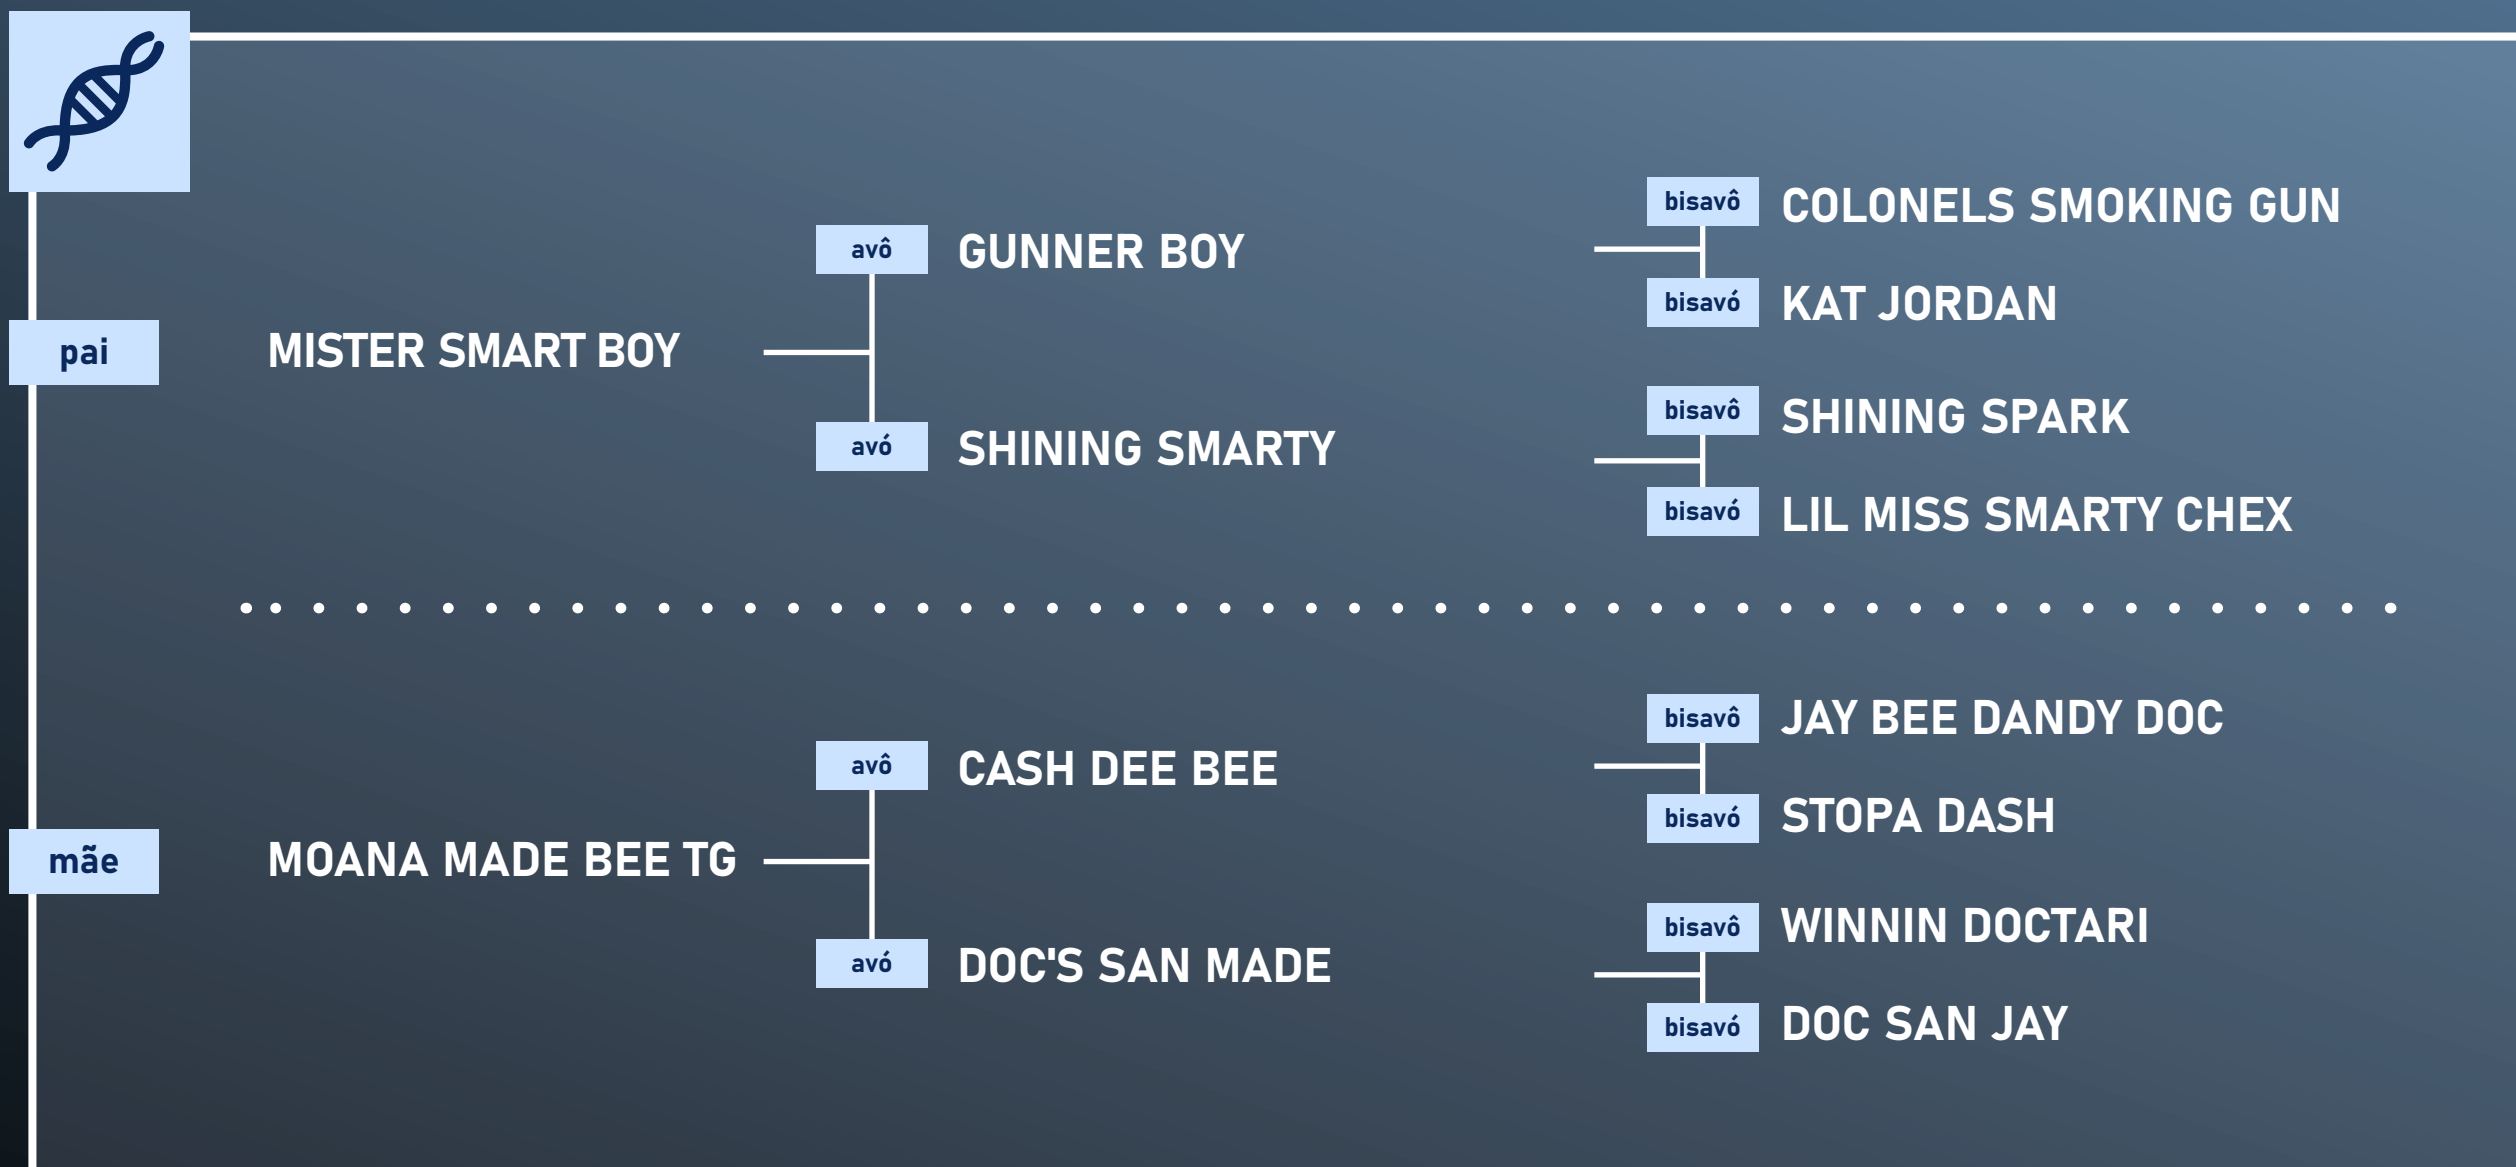 pai
MISTER SMART BOY
avô
GUNNER BOY
avó
SHINING SMARTY
bisavô
COLONELS SMOKING GUN
bisavó
KAT JORDAN
bisavô
SHINING SPARK
bisavó
LIL MISS SMARTY CHEX
mãe
MOANA MADE BEE TG
avô
CASH DEE BEE
avó
DOC'S SAN MADE
bisavô
JAY BEE DANDY DOC
bisavó
STOPA DASH
bisavô
WINNIN DOCTARI
bisavó
DOC SAN JAY